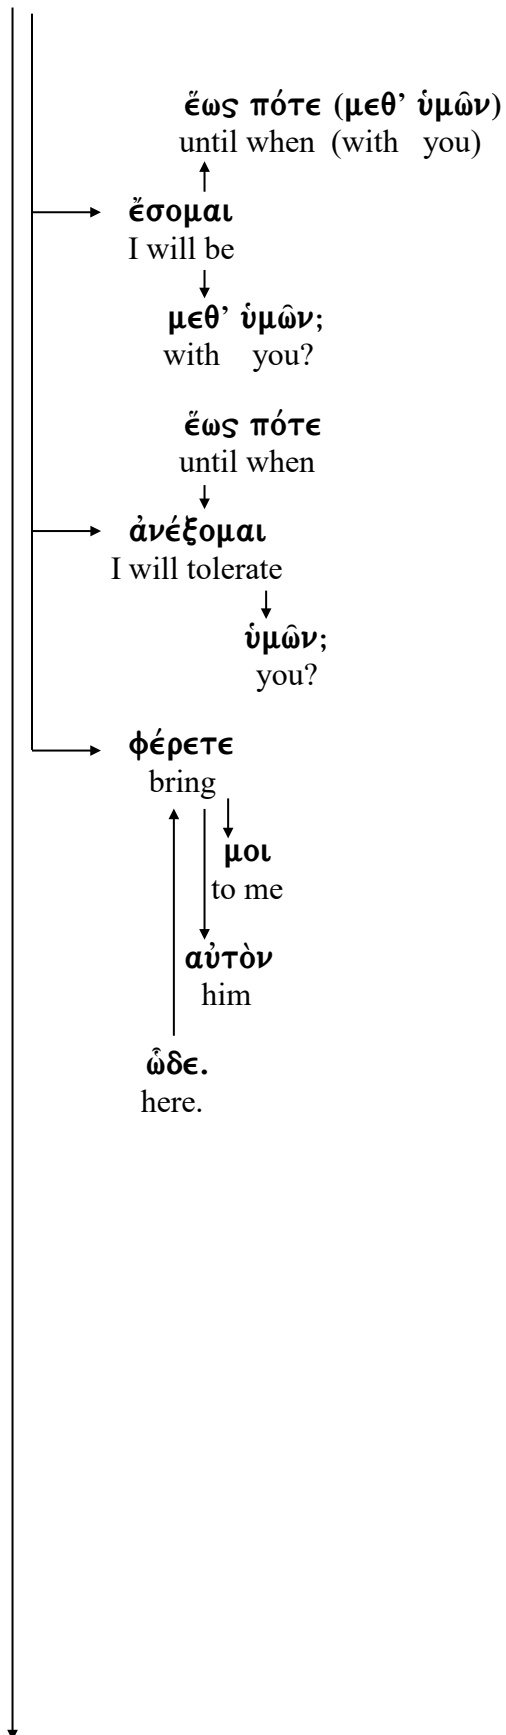 ἕως πότε (μεθ’ ὑμῶν)
until when (with you)
ἔσομαι
I will be
μεθ’ ὑμῶν;
with you?
ἕως πότε
until when
ἀνέξομαι
I will tolerate
ὑμῶν;
you?
φέρετε
bring
μοι
to me
αὐτὸν
him
ὧδε.
here.